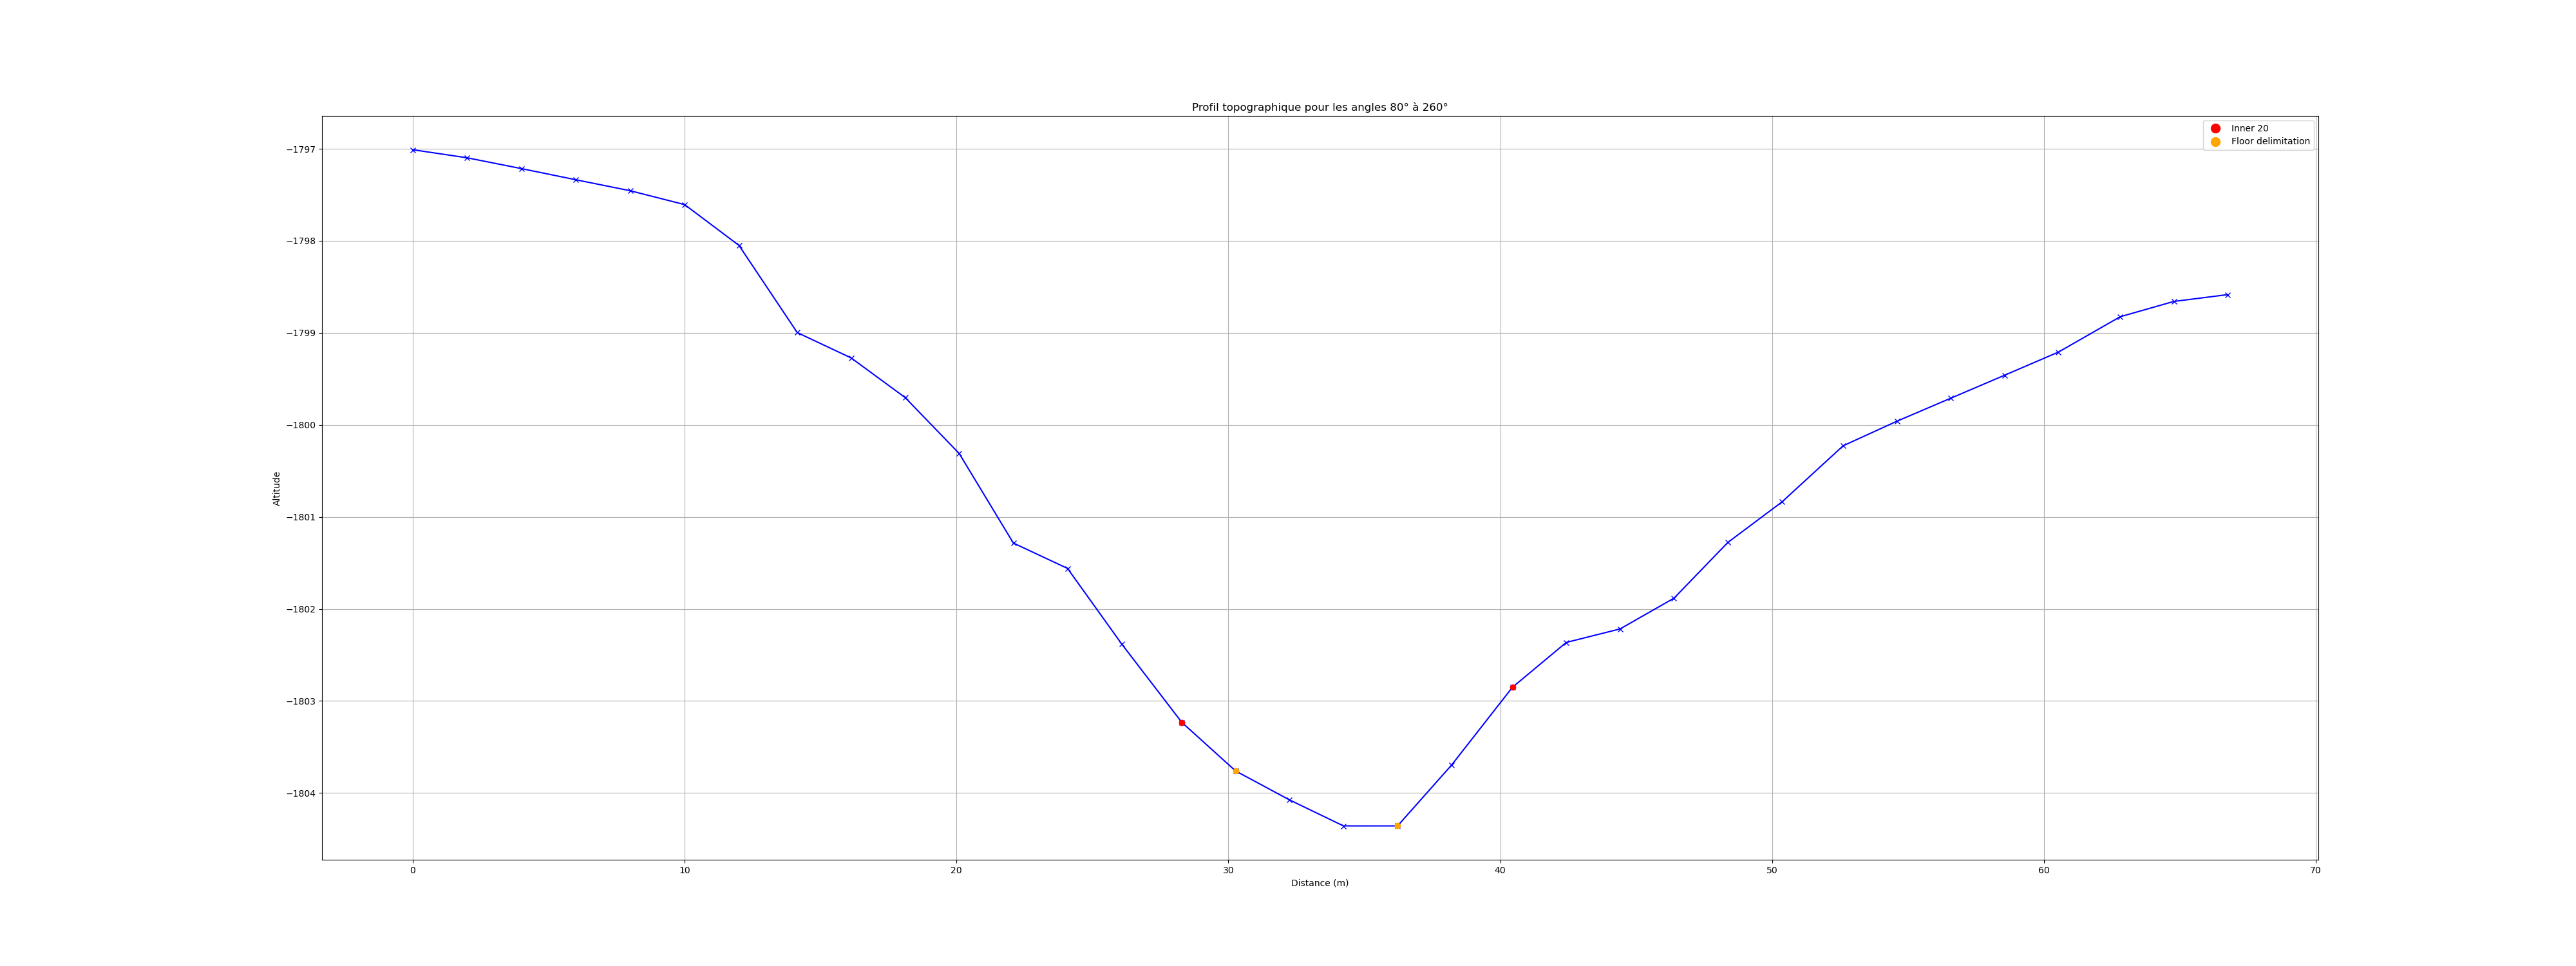 Profil topographique pour les angles 80° à 260°
Inner 20
Floor delimitation
Altitude
−1797
−1798
−1799
−1800
−1801
−1802
−1803
−1804
0 10 20 30 40 50 60 70
Distance (m)